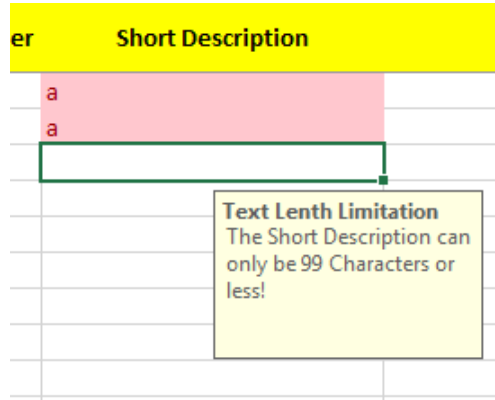 er Short Description
a
a
Text Lenth Limitation
The Short Description can
only be 99 Characters or
less!